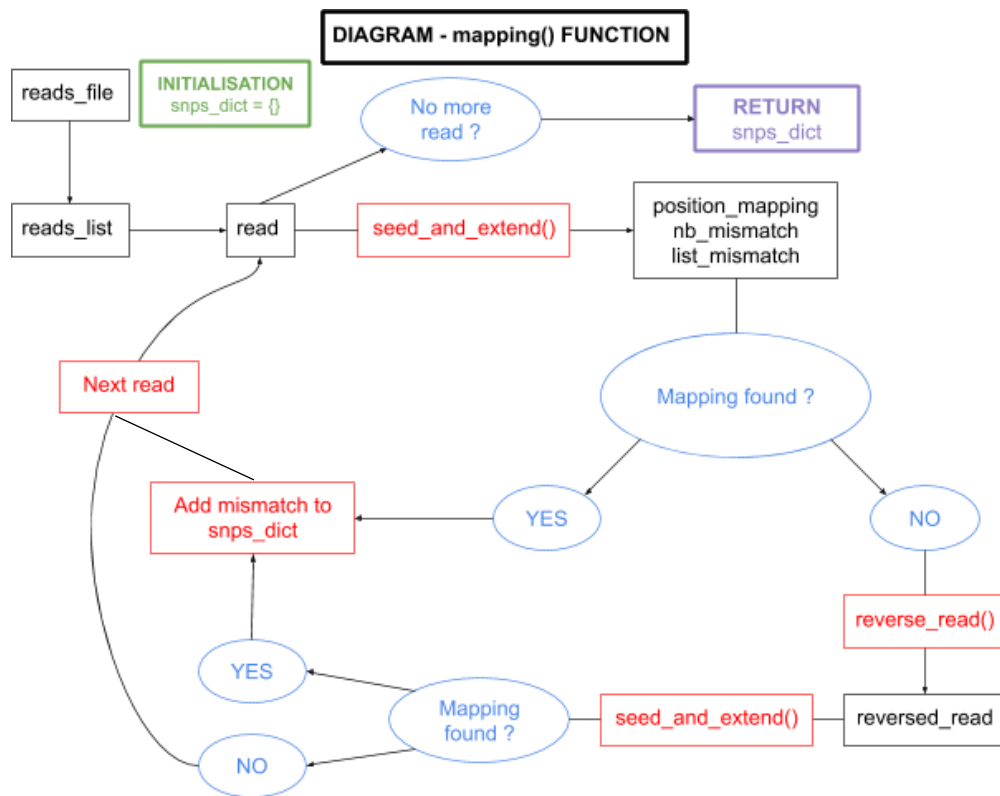 DIAGRAM - mapping() FUNCTION
reads_file
INITIALISATION
snps_dict = {}
No more
read ?
RETURN
snps_dict
reads_list
read
seed_and_extend()
position_mapping
nb_mismatch
list_mismatch
Next read
Mapping found ?
Add mismatch to
snps_dict
YES
NO
reverse_read()
YES
Mapping
found ?
seed_and_extend()
reversed_read
NO